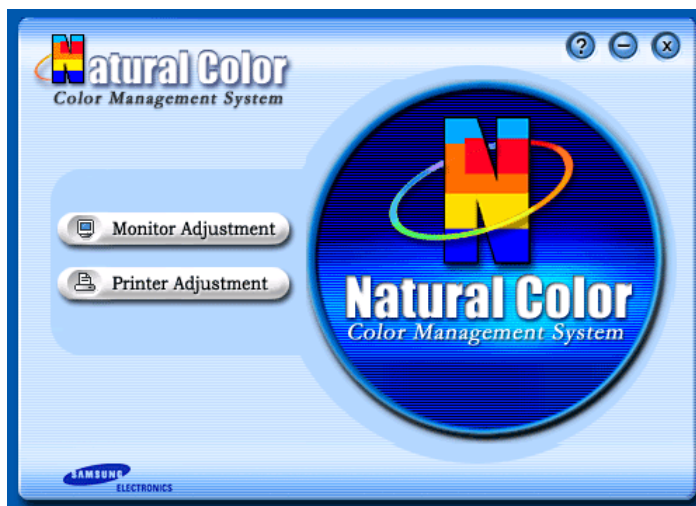 Natural Color
Color Management System
? - x
Monitor Adjustment
Printer Adjustment
N
Natural Color
Color Management System
SAMSUNG
ELECTRONICS